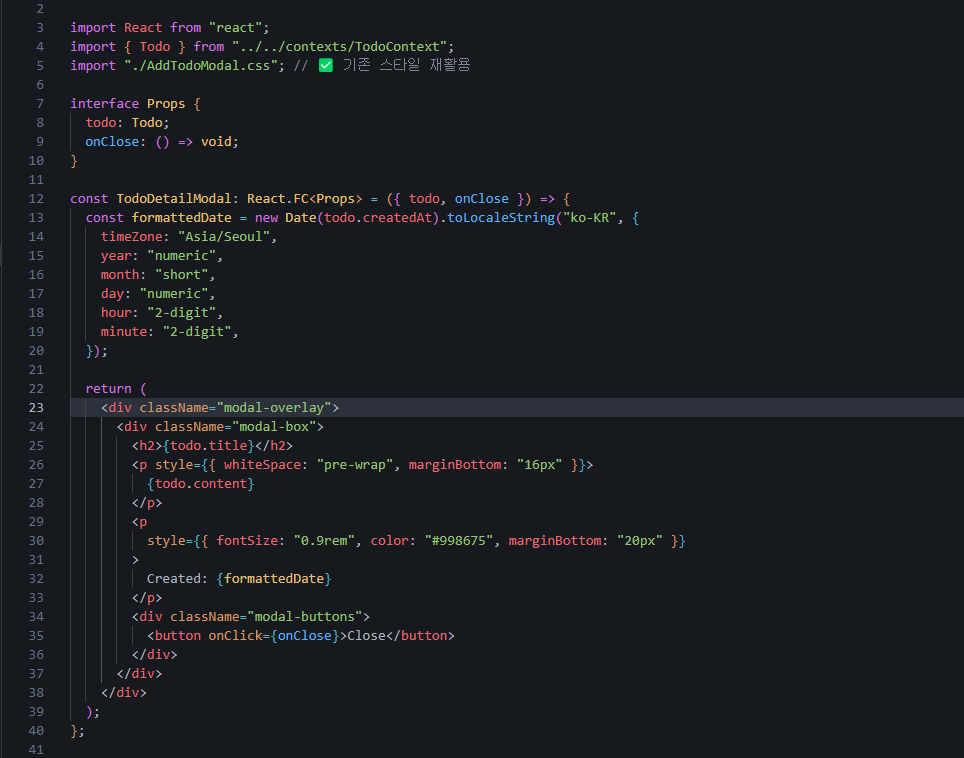 2
3 import React from "react";
4 import { Todo } from "../../contexts/TodoContext";
5 import "./AddTodoModal.css"; // ✅ 기존 스타일 재활용
6
7 interface Props {
8   todo: Todo;
9   onClose: () => void;
10 }
11
12 const TodoDetailModal: React.FC<Props> = ({ todo, onClose }) => {
13   const formattedDate = new Date(todo.createdAt).toLocaleString("ko-KR", {
14     timeZone: "Asia/Seoul",
15     year: "numeric",
16     month: "short",
17     day: "numeric",
18     hour: "2-digit",
19     minute: "2-digit",
20   });
21
22   return (
23     <div className="modal-overlay">
24       <div className="modal-box">
25         <h2>{todo.title}</h2>
26         <p style={{ whiteSpace: "pre-wrap", marginBottom: "16px" }}>
27           {todo.content}
28         </p>
29         <p
30           style={{ fontSize: "0.9rem", color: "#998675", marginBottom: "20px" }}
31         >
32           Created: {formattedDate}
33         </p>
34         <div className="modal-buttons">
35           <button onClick={onClose}>Close</button>
36         </div>
37       </div>
38     </div>
39   );
40 };
41